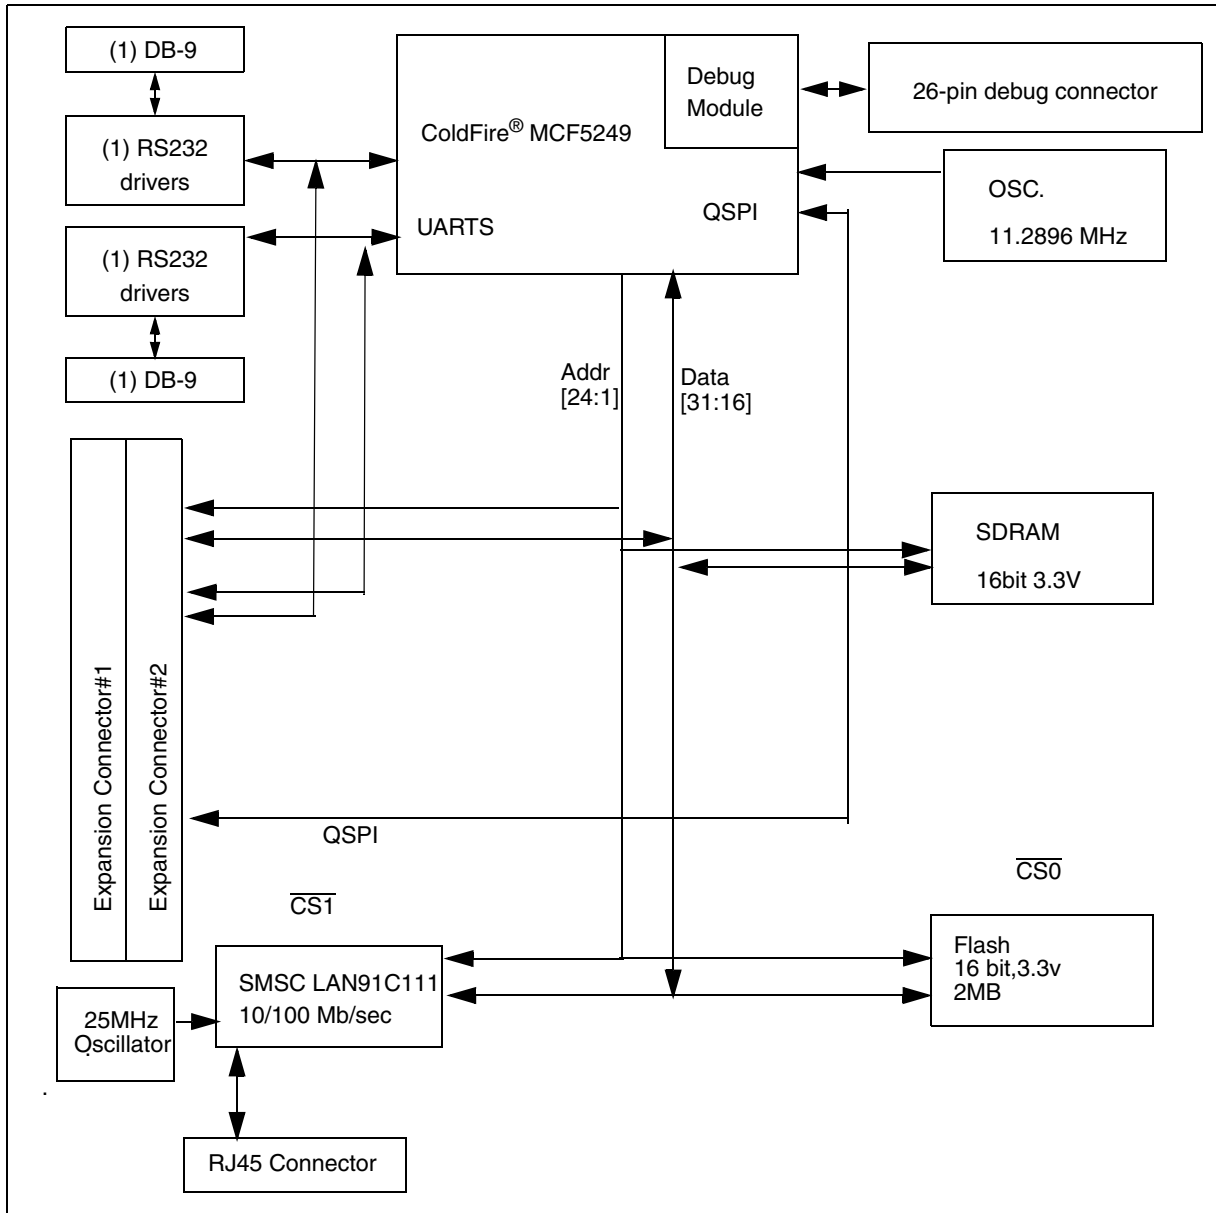 (1) DB-9
(1) RS232
drivers
(1) RS232
drivers
(1) DB-9
ColdFire® MCF5249
Debug
Module
UARTS
QSPI
26-pin debug connector
OSC.
11.2896 MHz
Addr
[24:1]
Data
[31:16]
SDRAM
16bit 3.3V
Expansion Connector#1
Expansion Connector#2
QSPI
CS1
CS0
SMSC LAN91C111
10/100 Mb/sec
Flash
16 bit,3.3v
2MB
25MHz
Oscillator
.
.
RJ45 Connector